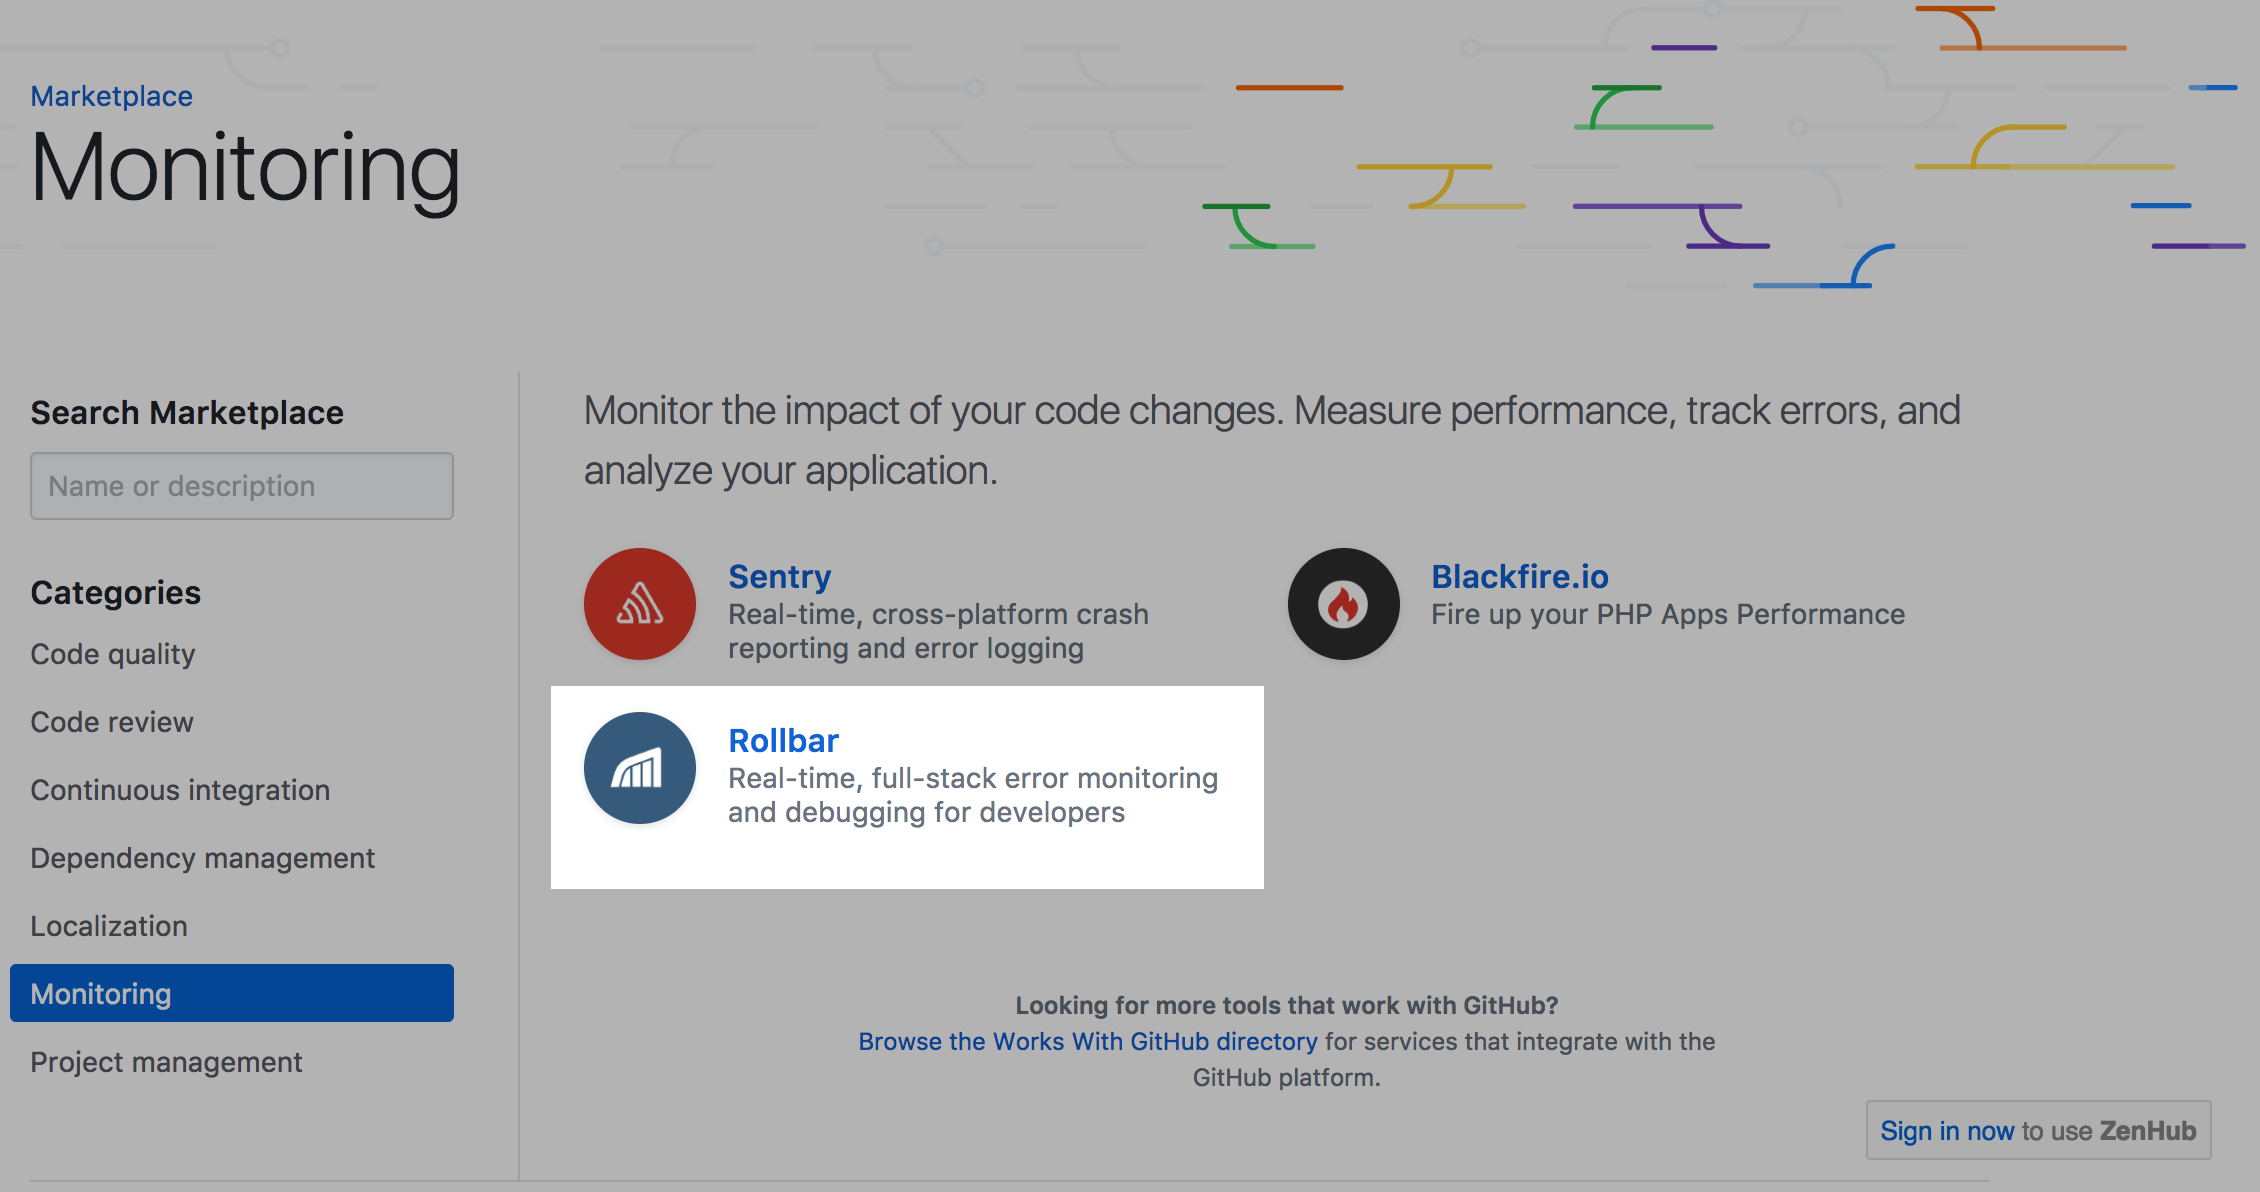 Marketplace
Monitoring
Search Marketplace
Name or description
Categories
Code quality
Code review
Continuous integration
Dependency management
Localization
Monitoring
Project management
Monitor the impact of your code changes. Measure performance, track errors, and
analyze your application.
Sentry
Real-time, cross-platform crash
reporting and error logging
Blackfire.io
Fire up your PHP Apps Performance
Rollbar
Real-time, full-stack error monitoring
and debugging for developers
Looking for more tools that work with GitHub?
Browse the Works With GitHub directory for services that integrate with the
GitHub platform.
Sign in now to use ZenHub